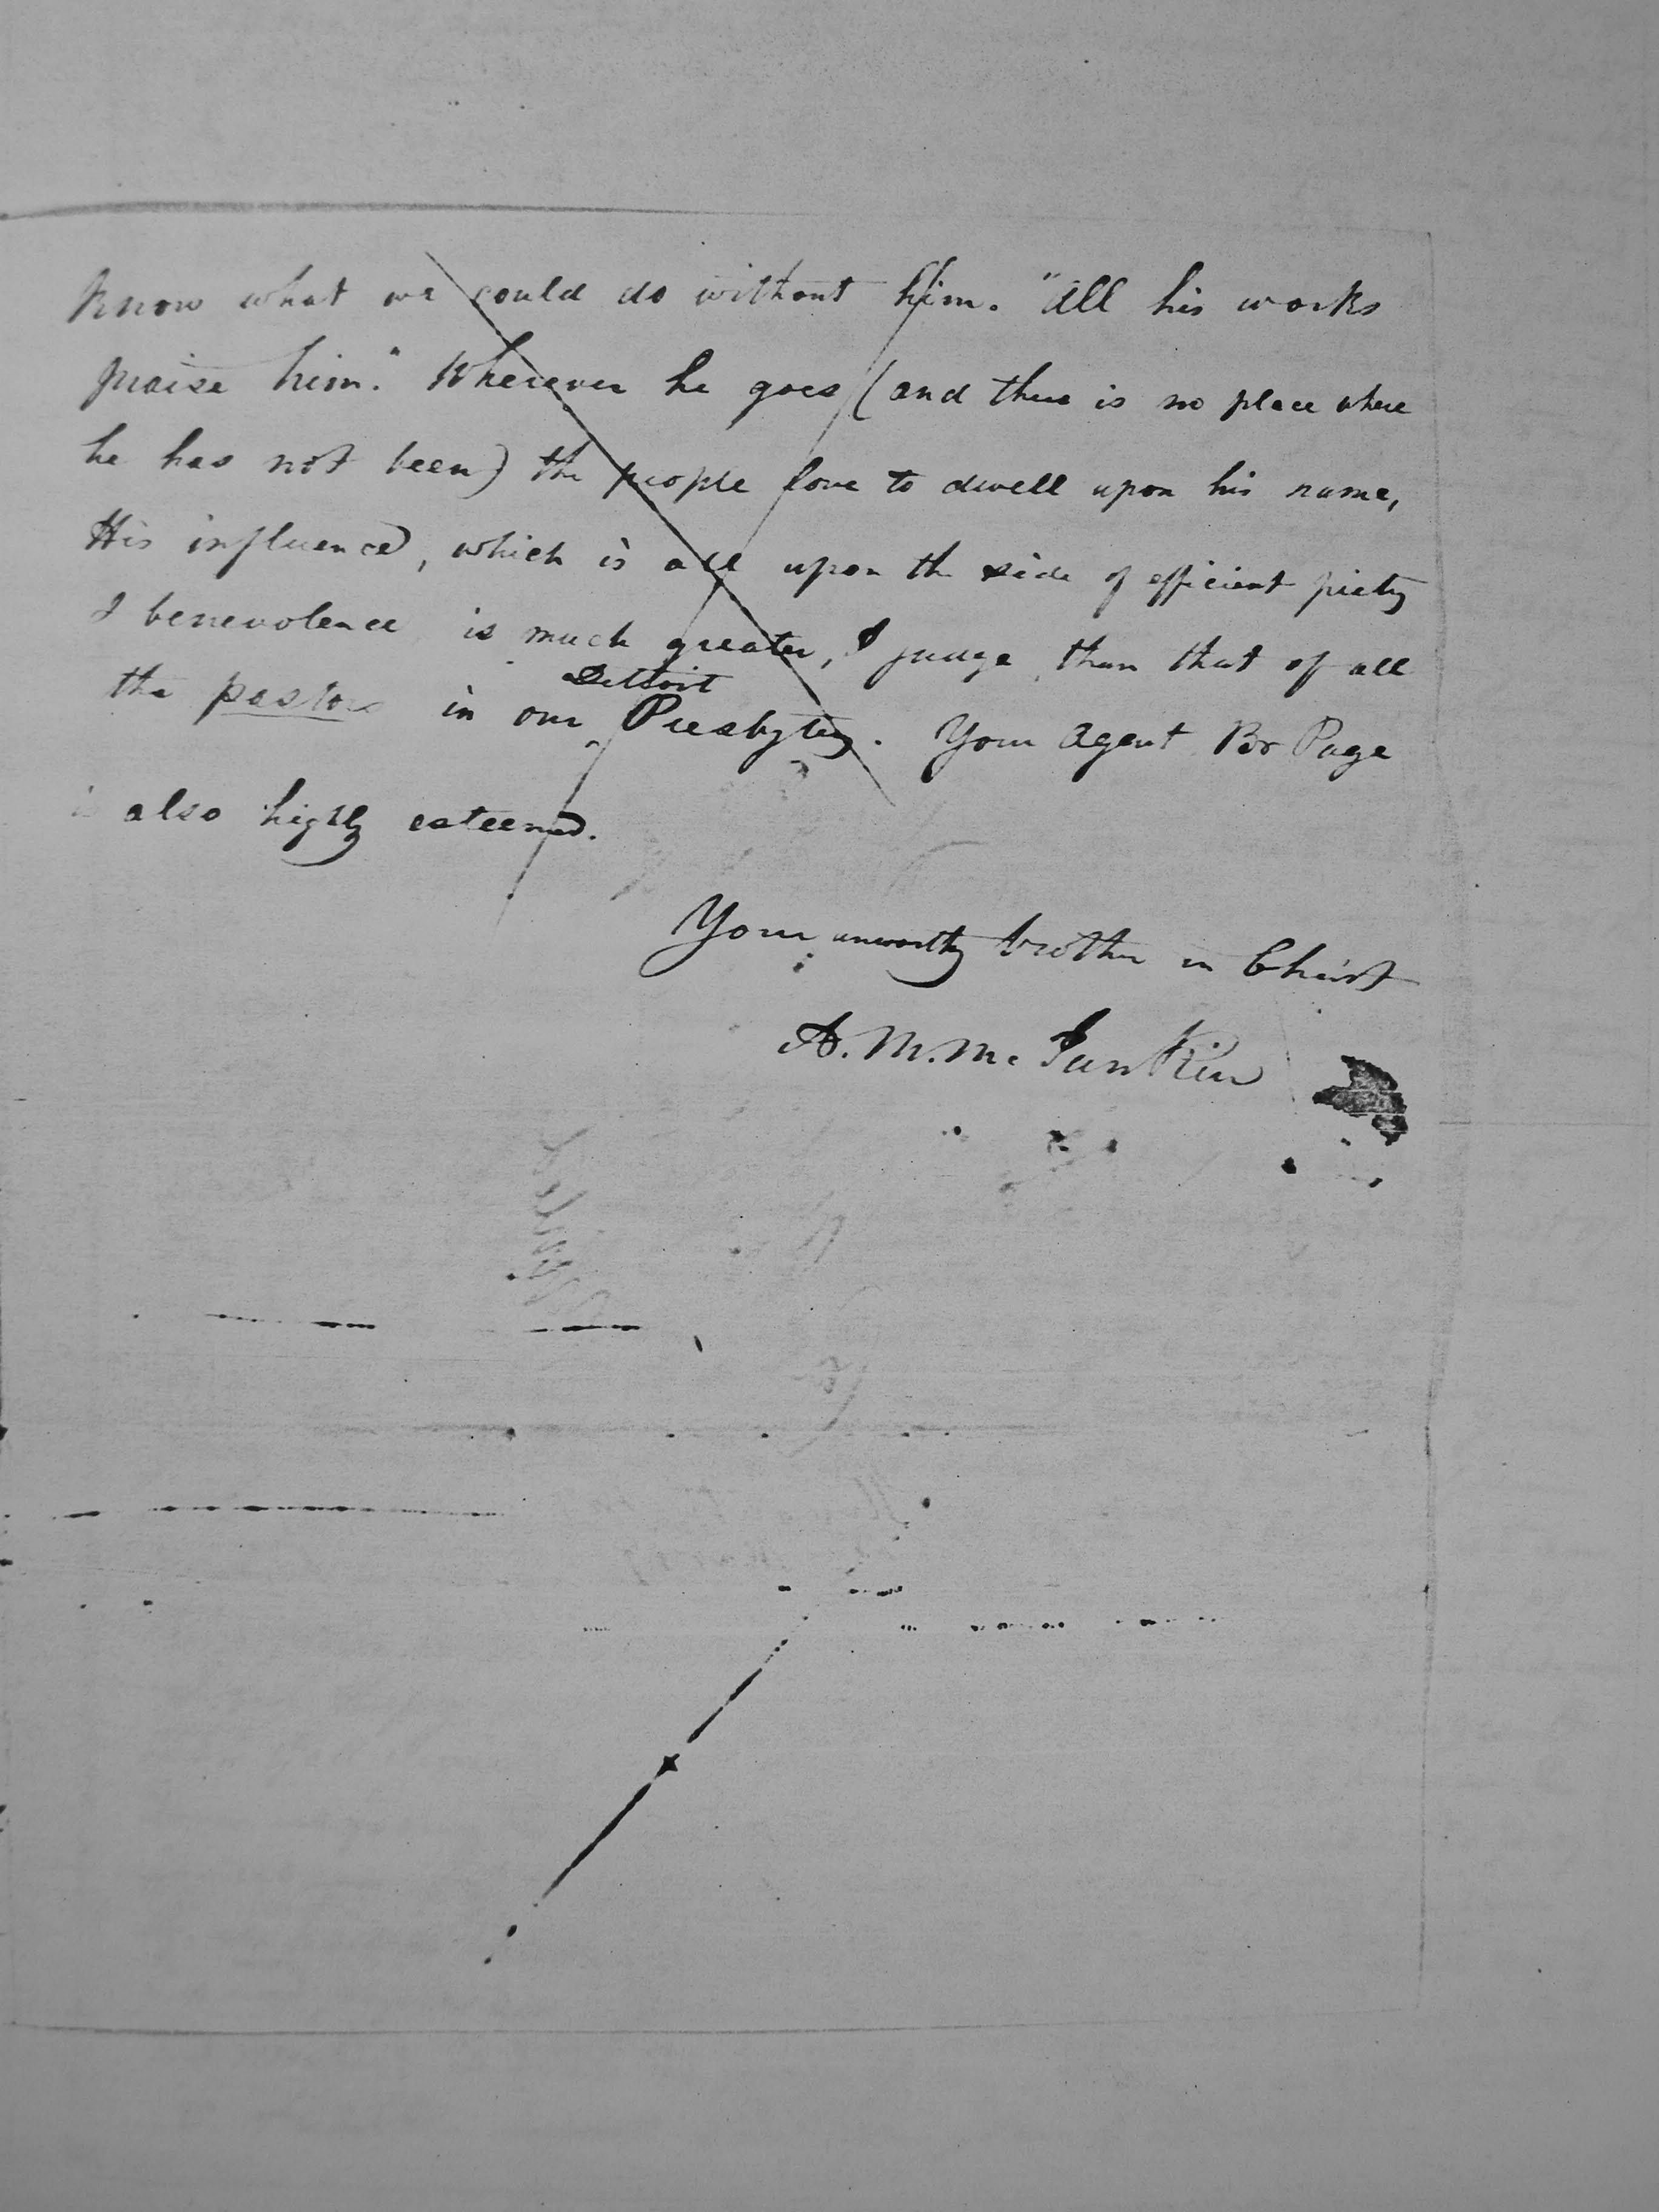 Know what we could do without him. "All his works
praise him." Wherever he goes (and there is no place where
he has not been) the people love to dwell upon his name,
His influence, which is all upon the side of efficient piety
& benevolence is much greater, I judge, than that of all
Detroit
the pastors in our Presbytery. Your Agent Br Page
is also highly esteemed.
Your unworthy brother in Christ
A. M. Mc Junkin